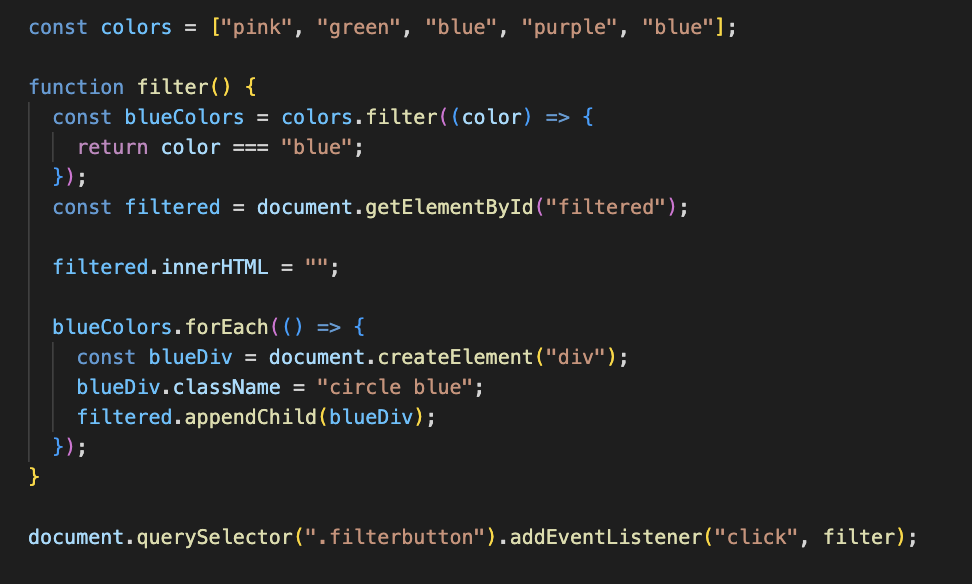 const colors = ["pink", "green", "blue", "purple", "blue"];
function filter() {
const blueColors = colors.filter((color) => {
return color === "blue";
});
const filtered = document.getElementById("filtered");
filtered.innerHTML = "";
blueColors.forEach(() => {
const blueDiv = document.createElement("div");
blueDiv.className = "circle blue";
filtered.appendChild(blueDiv);
});
}
document.querySelector(".filterbutton").addEventListener("click", filter);